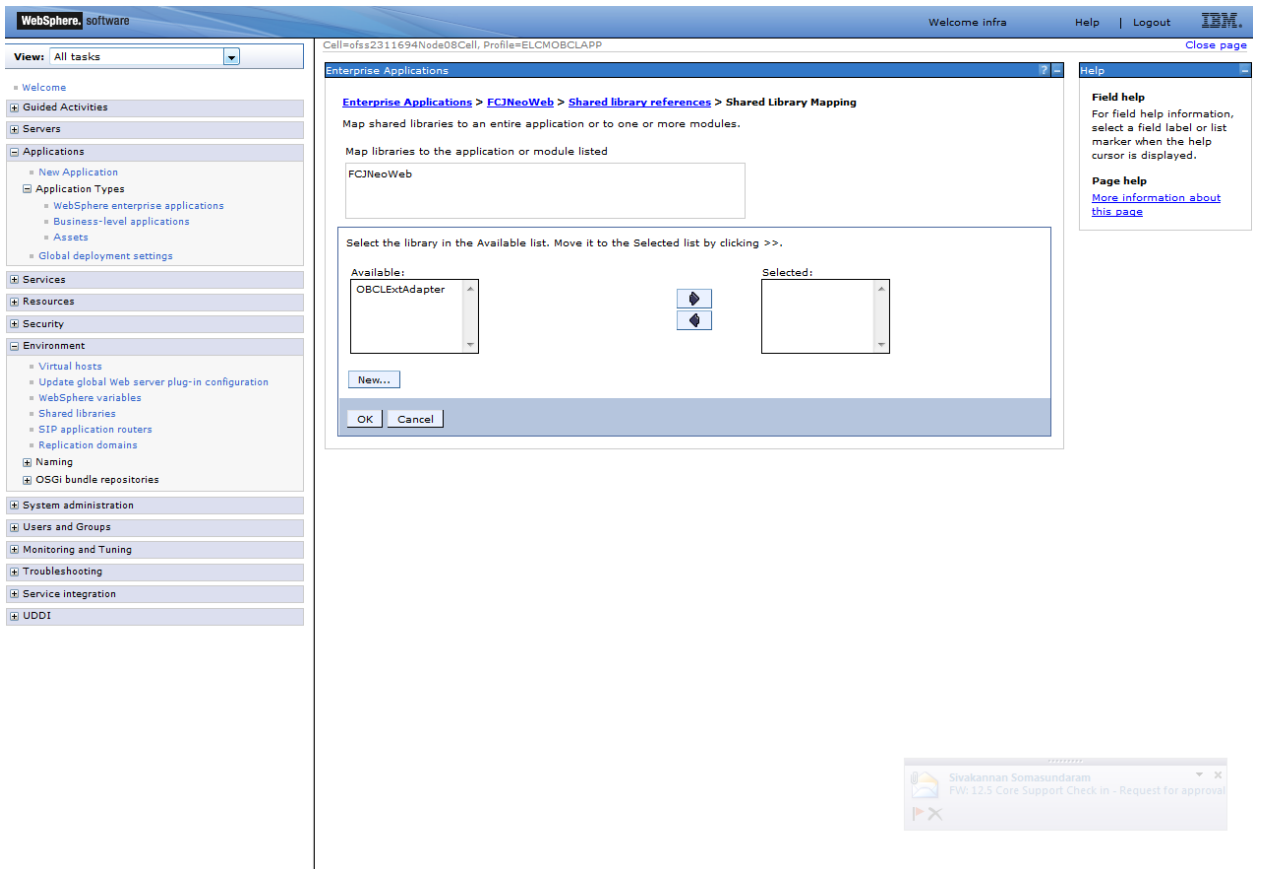 WebSphere. software
Welcome infra Help | Logout IBM.
View: All tasks
Welcome
Guided Activities
Servers
Applications
New Application
Application Types
WebSphere enterprise applications
Business-level applications
Assets
Global deployment settings
Services
Resources
Security
Environment
Virtual hosts
Update global Web server plug-in configuration
WebSphere variables
Shared libraries
SIP application routers
Replication domains
Naming
OSGi bundle repositories
System administration
Users and Groups
Monitoring and Tuning
Troubleshooting
Service integration
UDDI
Cell=ofss2311694Node08Cell, Profile=ELCMOBCLAPP
Close page
Enterprise Applications
Enterprise Applications > FCJNeoWeb > Shared library references > Shared Library Mapping
Map shared libraries to an entire application or to one or more modules.
Map libraries to the application or module listed
FCJNeoWeb
Select the library in the Available list. Move it to the Selected list by clicking >>.
Available: Selected:
OBCLExtAdapter
New...
OK Cancel
Help
Field help
For field help information,
select a field label or list
marker when the help
cursor is displayed.
Page help
More information about
this page
Sivakannan Somasundaram
FW: 12.5 Core Support Check in - Request for approval